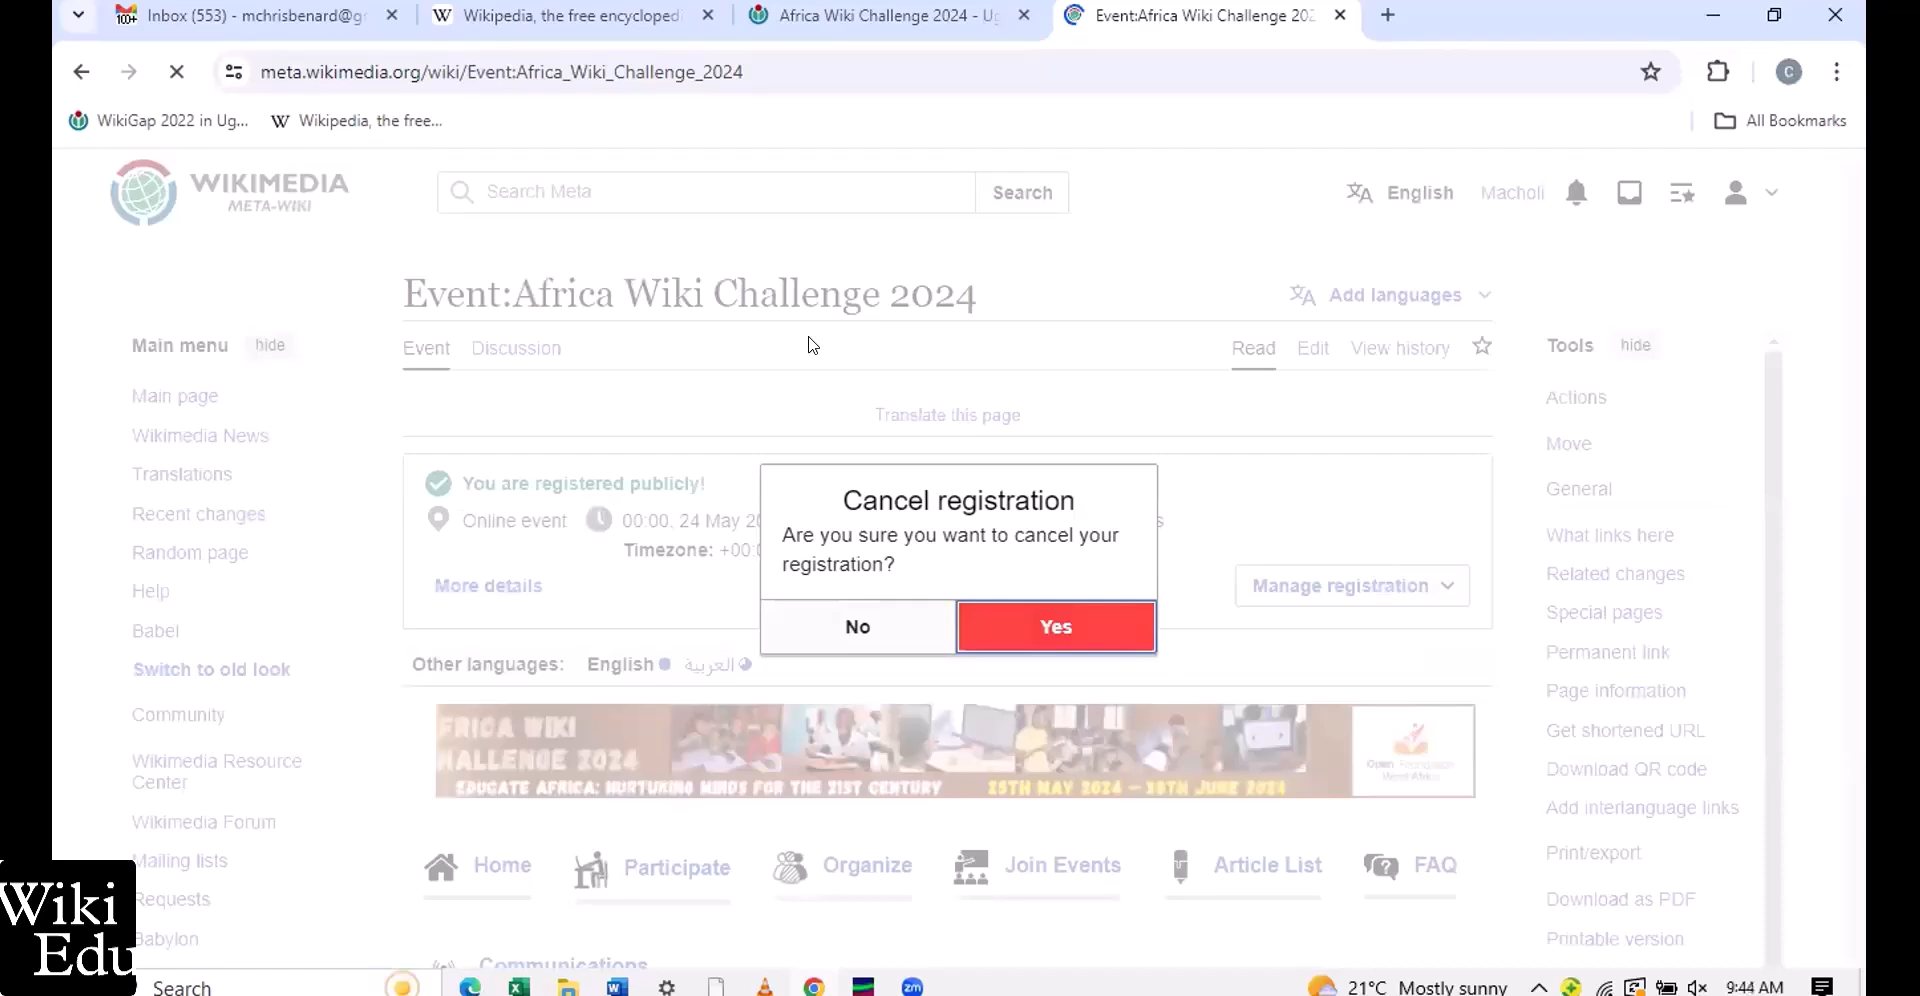 Inbox (553) - mchrisbenard@g
Wikipedia, the free encycloped
Africa Wiki Challenge 2024 - Ug
Event:Africa Wiki Challenge 202
meta.wikimedia.org/wiki/Event:Africa_Wiki_Challenge_2024
C
WikiGap 2022 in Ug...
Wikipedia, the free...
All Bookmarks
WIKIMEDIA
META-WIKI
Search Meta
Search
English
Macholi
Event:Africa Wiki Challenge 2024
Add languages
Main menu
hide
Event
Discussion
Read
Edit
View history
Tools
hide
Main page
Wikimedia News
Translations
Recent changes
Random page
Help
Babel
Switch to old look
Community
Wikimedia Resource
Center
Wikimedia Forum
Mailing lists
Requests
Babylon
Translate this page
You are registered publicly!
Online event
00:00, 24 May 20
Timezone: +00:0
More details
Manage registration
Cancel registration
Are you sure you want to cancel your
registration?
No
Yes
Other languages:
English
العربية
FRICA WIKI
HALLENGE 2024
EDUCATE AFRICA: NURTURING MINDS FOR THE 21ST CENTURY
Open Foundation
West Africa
Home
Participate
Organize
Join Events
Article List
FAQ
Communications
Actions
Move
General
What links here
Related changes
Special pages
Permanent link
Page information
Get shortened URL
Download QR code
Add interlanguage links
Print/export
Download as PDF
Printable version
Wiki
Edu
Search
21°C Mostly sunny
9:44 AM